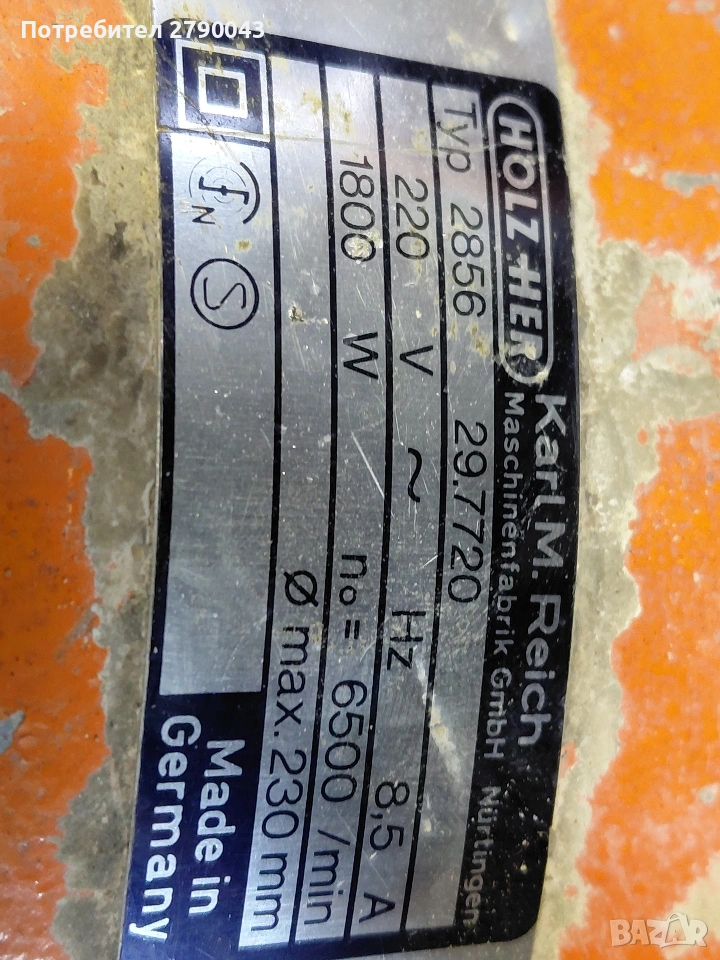 Потребител 2790043
HOLZ-HER Karl M. Reich
Maschinenfabrik GmbH Nürtingen
Typ 2856 29.7720
220 V ~ Hz 8,5 A
1800 W n₀ = 6500 /min
Ø max. 230 mm
N S Made in
Germany
BAZAR